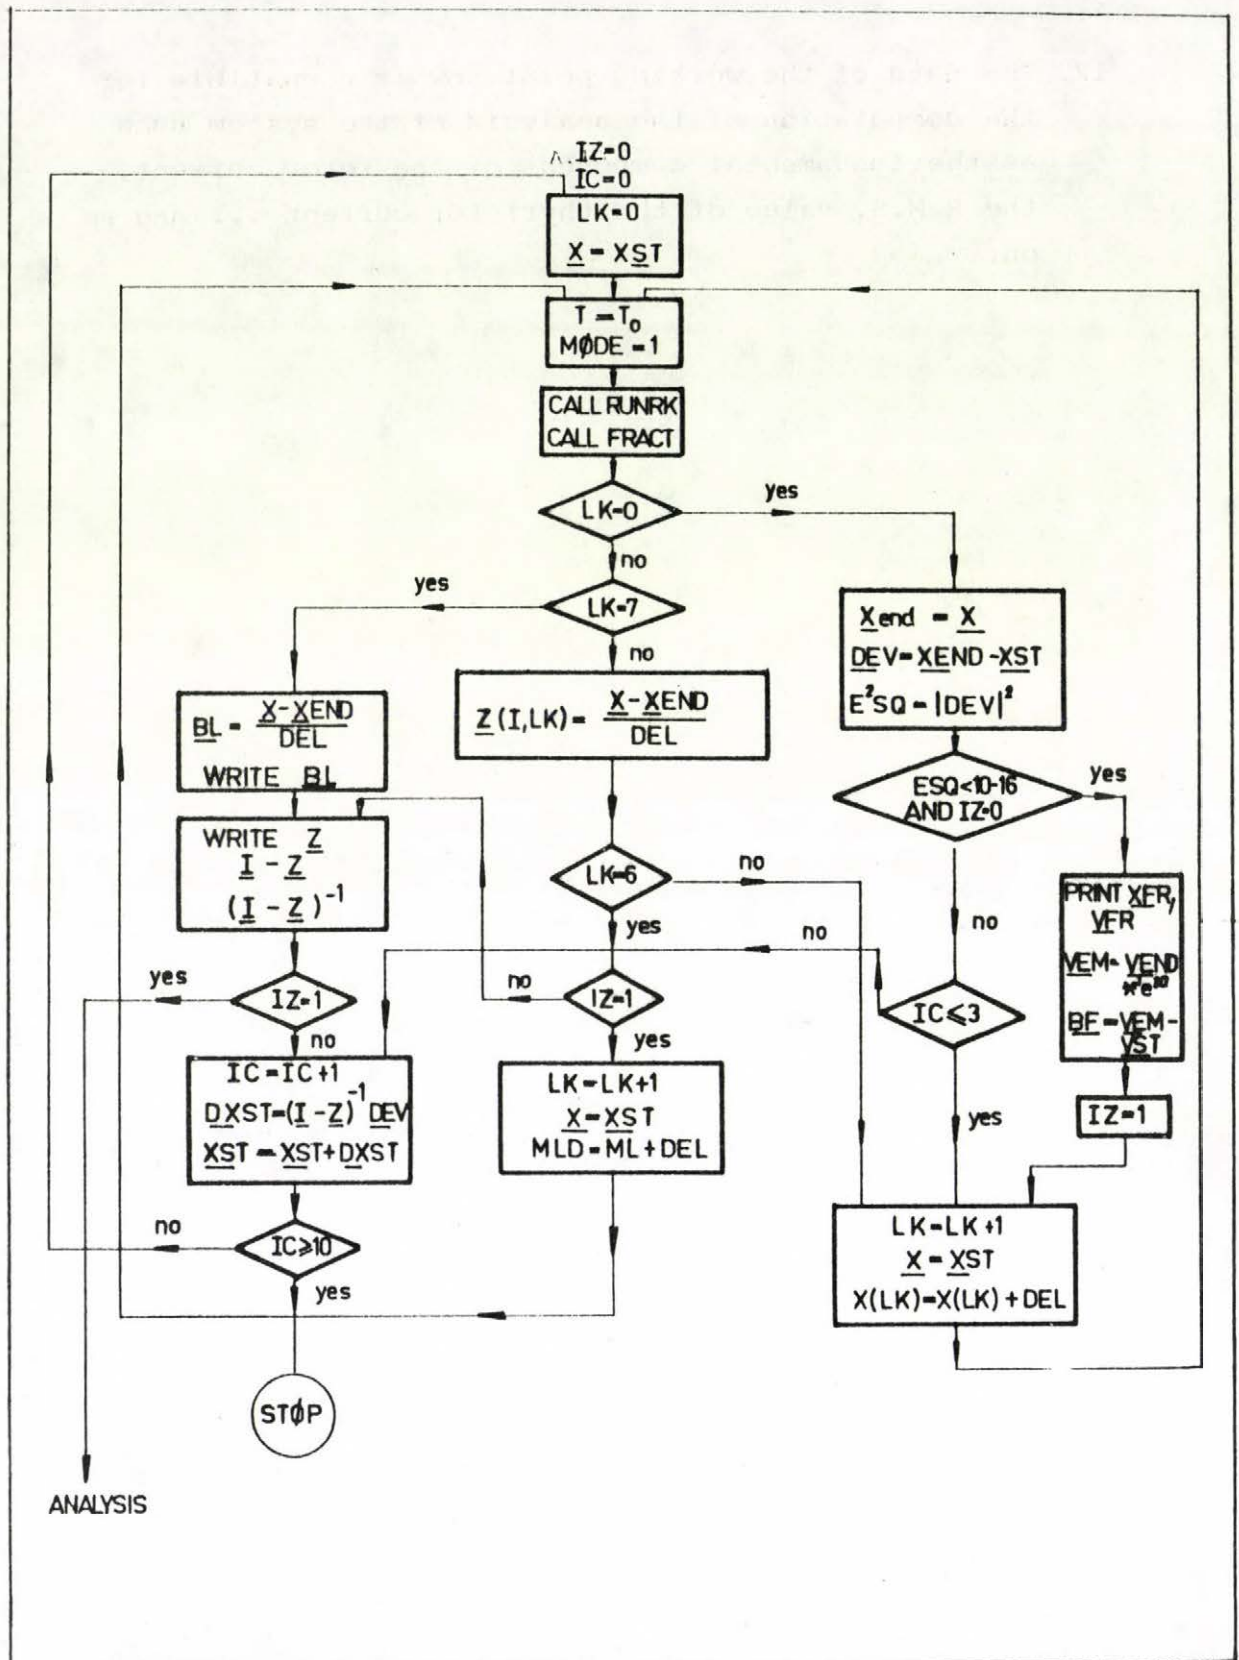 IZ=0
IC=0
LK=0
X = XST
T = T₀
MØDE = 1
CALL RUNRK
CALL FRACT
LK=0
yes
no
LK=7
yes
no
Xend = X
DEV = XEND - XST
E²SQ = |DEV|²
BL = X-XEND
DEL
WRITE BL
Z(I,LK) = X-XEND
DEL
ESQ<10-16
AND IZ=0
yes
no
WRITE Z
I - Z
(I - Z)⁻¹
LK=6
no
yes
PRINT XFR,
VFR
VEM = VEND
BF = VEM -
VST
no
IZ=1
yes
no
IZ=1
no
yes
IC⩽3
yes
IC=IC+1
DXST=(I-Z)⁻¹DEV
XST = XST+DXST
LK=LK+1
X = XST
MLD=ML+DEL
IZ=1
IC⩾10
no
yes
LK=LK+1
X = XST
X(LK)=X(LK)+DEL
STØP
ANALYSIS